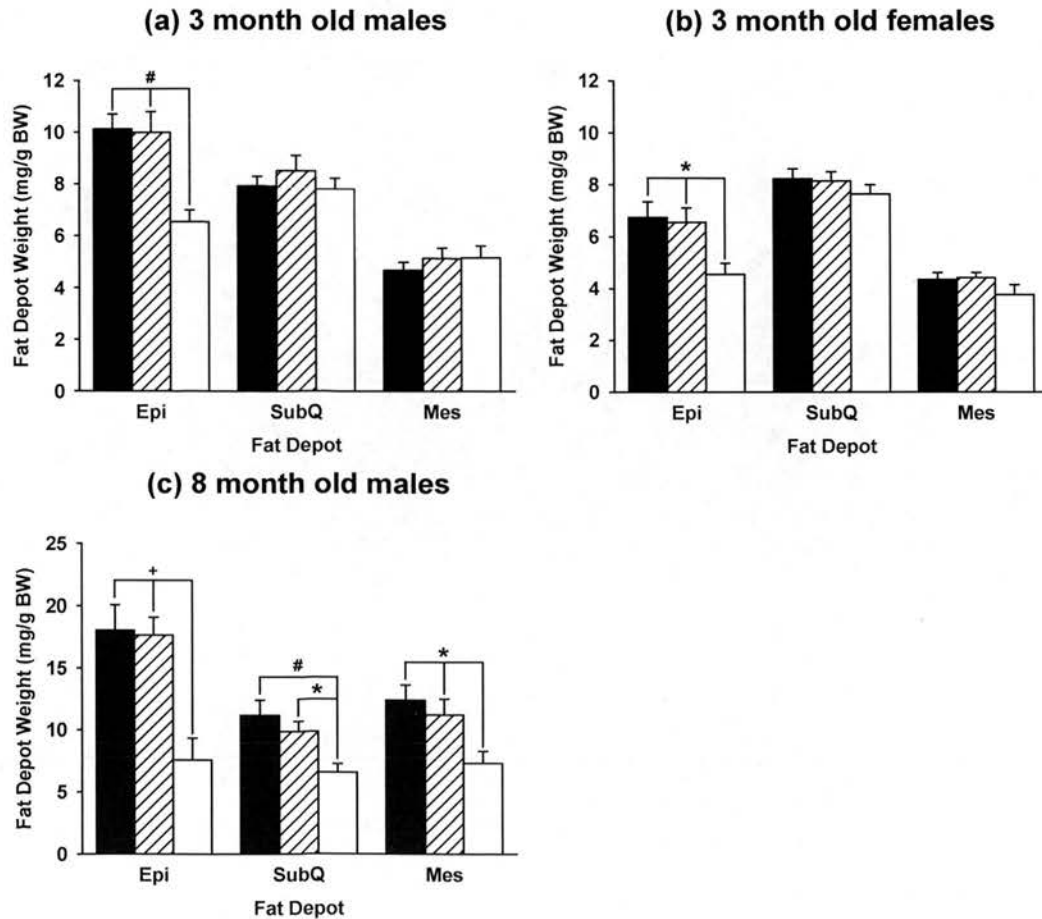 (a) 3 month old males
12
10
8
6
4
2
0
Fat Depot Weight (mg/g BW)
#
Epi
SubQ
Mes
Fat Depot
(b) 3 month old females
12
10
8
6
4
2
0
Fat Depot Weight (mg/g BW)
*
Epi
SubQ
Mes
Fat Depot
(c) 8 month old males
25
20
15
10
5
0
Fat Depot Weight (mg/g BW)
+
#
*
*
Epi
SubQ
Mes
Fat Depot